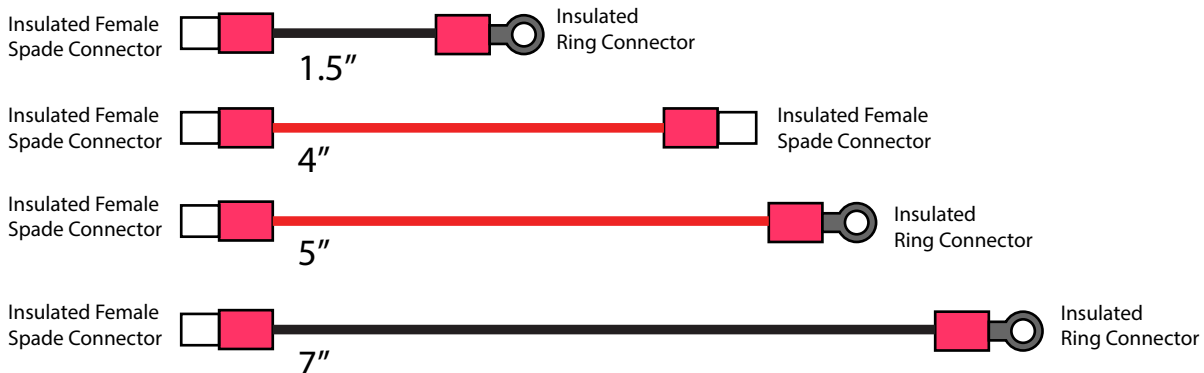 Insulated Female
Spade Connector
Insulated
Ring Connector
1.5”
Insulated Female
Spade Connector
Insulated Female
Spade Connector
4”
Insulated Female
Spade Connector
Insulated
Ring Connector
5”
Insulated Female
Spade Connector
Insulated
Ring Connector
7”